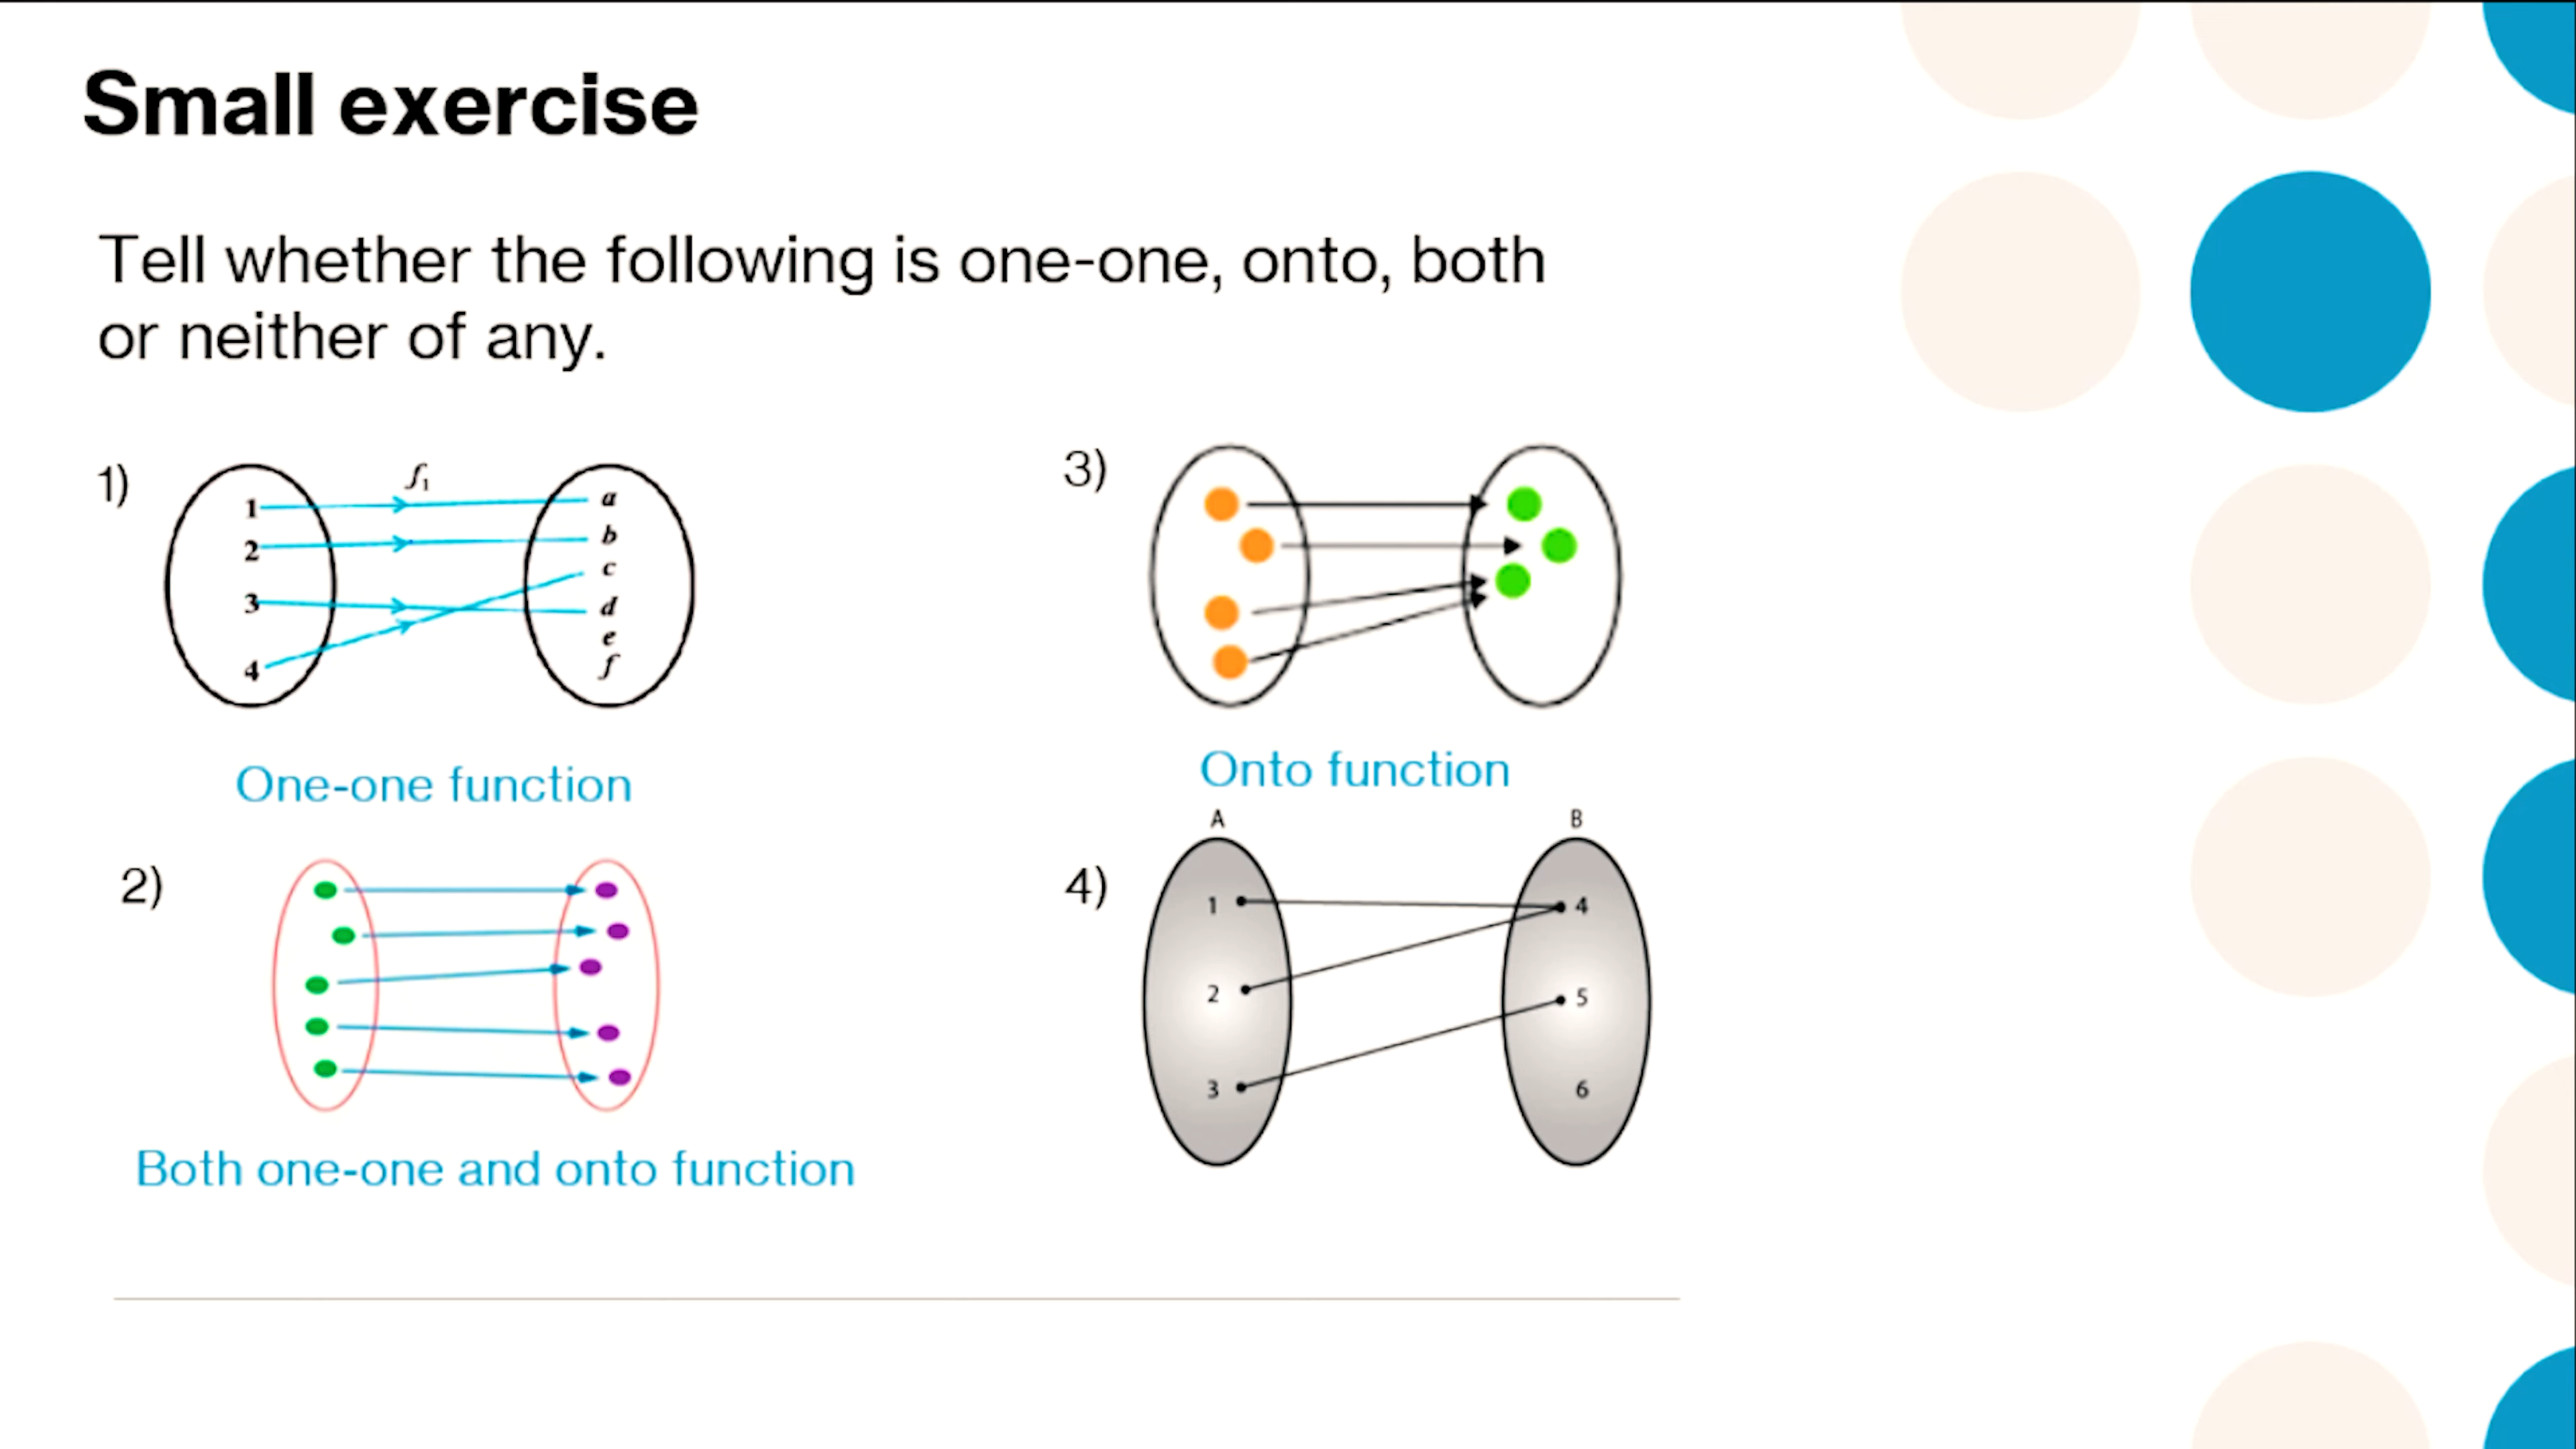 Small exercise
Tell whether the following is one-one, onto, both
or neither of any.
1)
f₁
1
2
3
4
a
b
c
d
e
f
One-one function
2)
Both one-one and onto function
3)
Onto function
4)
A
B
1
2
3
4
5
6